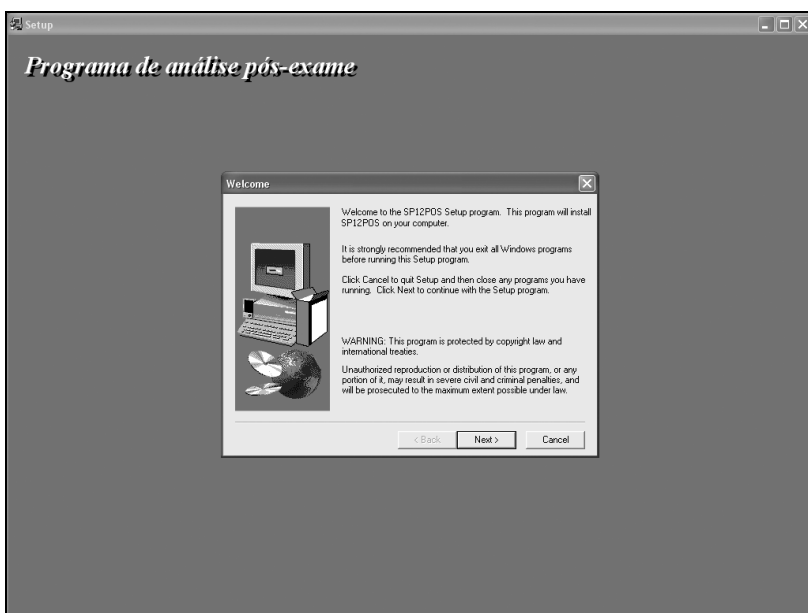 Setup
Programa de análise pós-exame
Welcome
Welcome to the SP12POS Setup program. This program will install
SP12POS on your computer.
It is strongly recommended that you exit all Windows programs
before running this Setup program.
Click Cancel to quit Setup and then close any programs you have
running. Click Next to continue with the Setup program.
WARNING: This program is protected by copyright law and
international treaties.
Unauthorized reproduction or distribution of this program, or any
portion of it, may result in severe civil and criminal penalties, and
will be prosecuted to the maximum extent possible under law.
< Back Next > Cancel